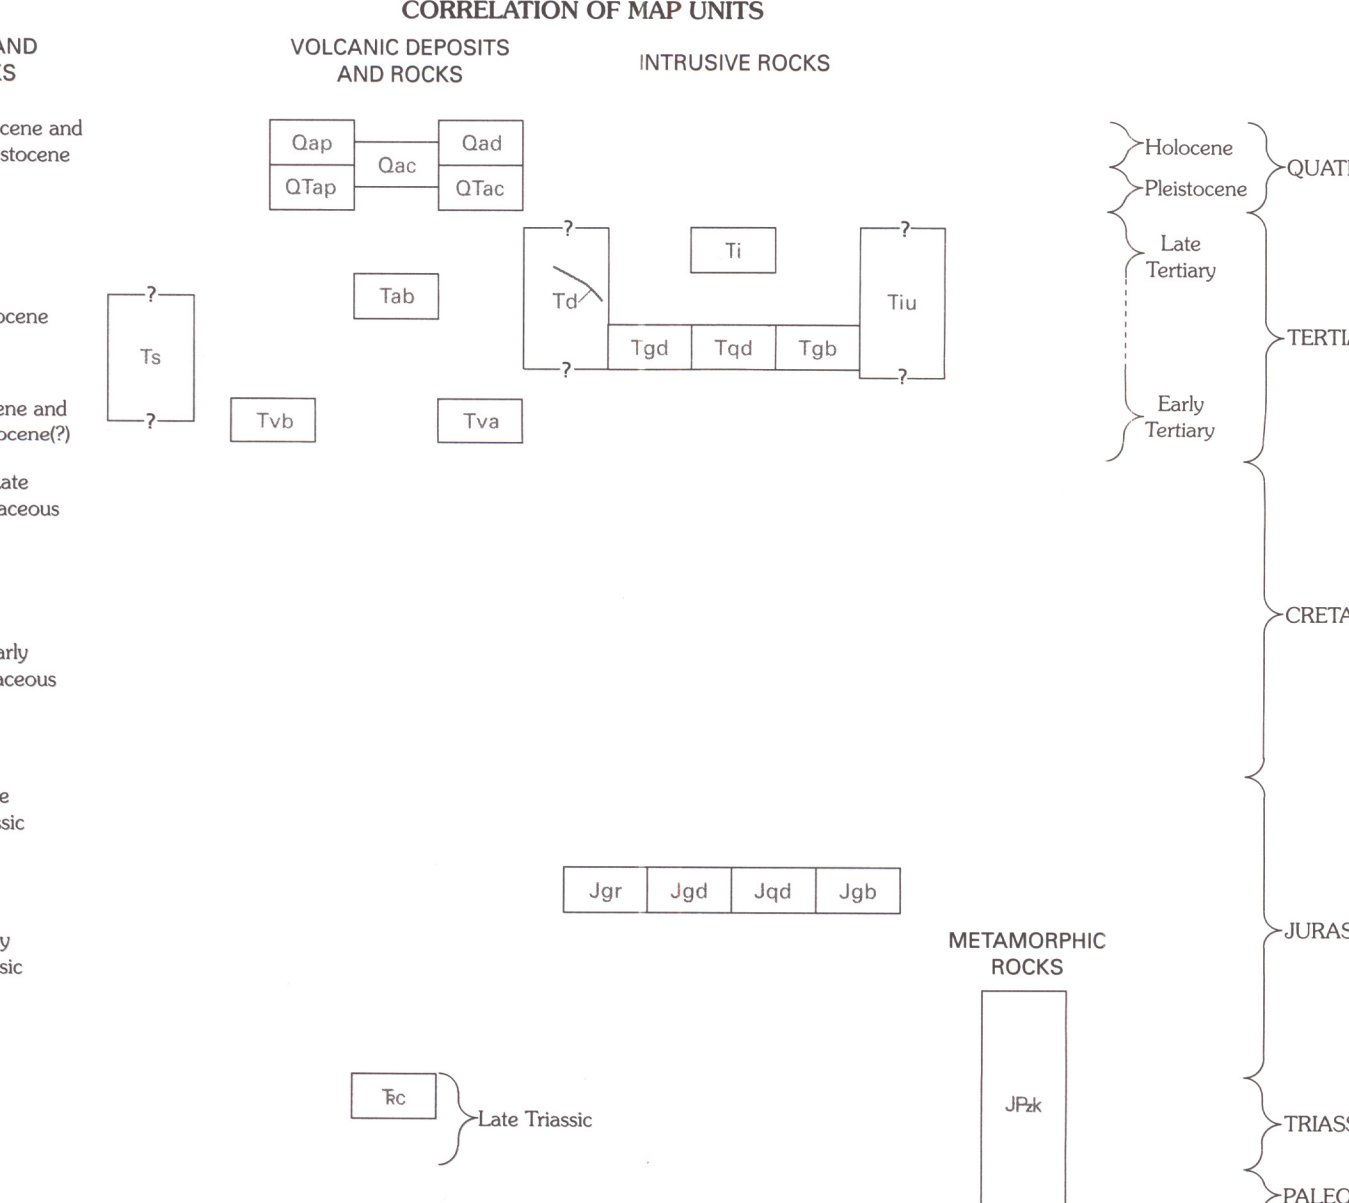 CORRELATION OF MAP UNITS
AND
S
VOLCANIC DEPOSITS
AND ROCKS
INTRUSIVE ROCKS
cene and
stocene
Qap
Qac
Qad
QTap
QTac
Holocene
Pleistocene
QUAT
?
Td
?
Ti
?
Tiu
?
Late
Tertiary
Tab
Tgd
Tqd
Tgb
TERTI
ocene
?
Ts
?
ene and
ocene(?)
Tvb
Tva
Early
Tertiary
ate
aceous
CRETA
arly
aceous
e
ssic
Jgr
Jgd
Jqd
Jgb
JURAS
y
sic
METAMORPHIC
ROCKS
TRc
Late Triassic
JPzk
TRIAS
PALEO